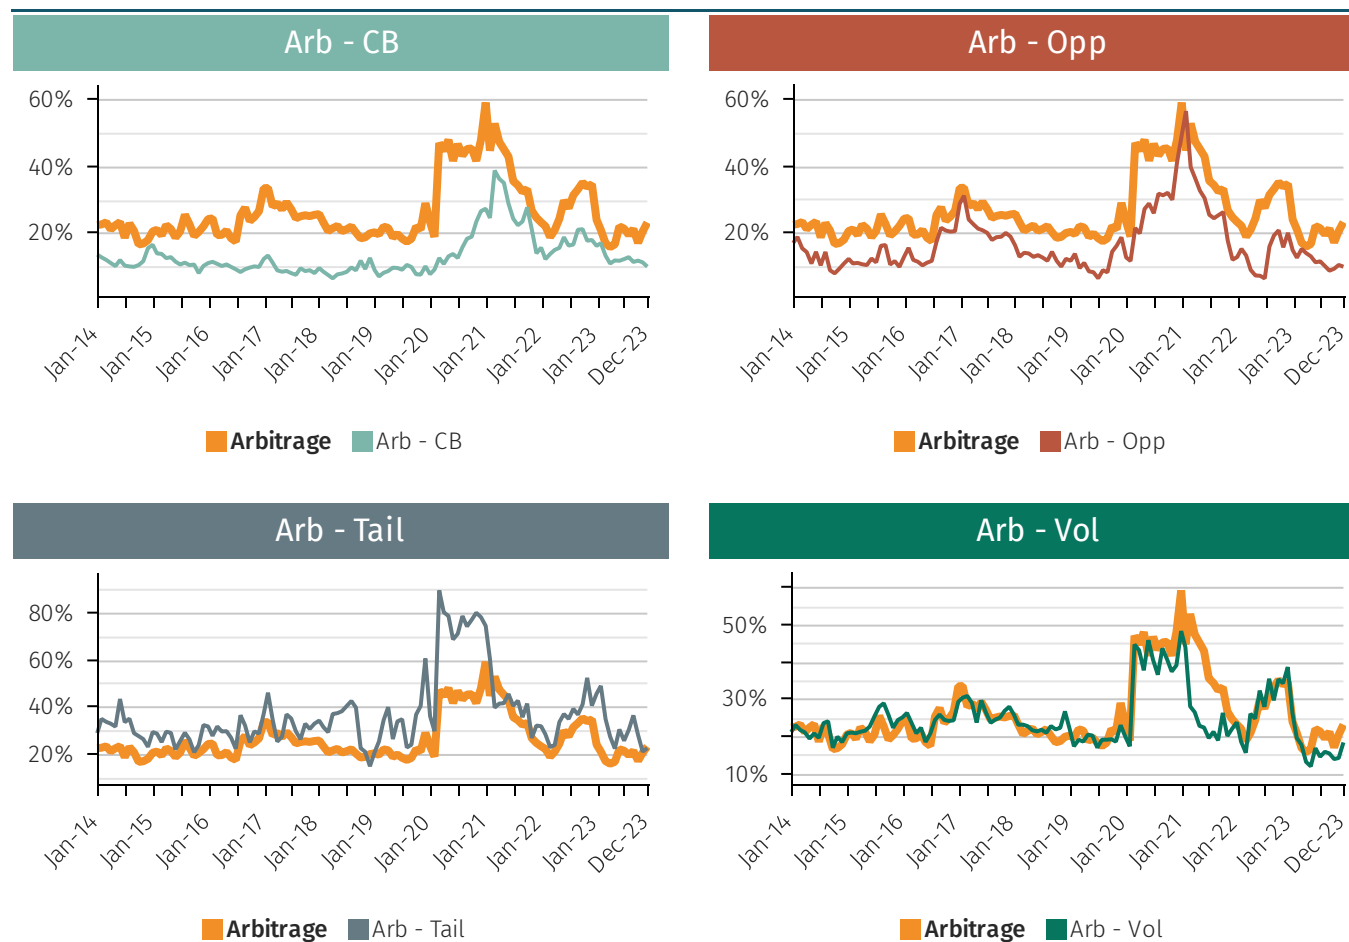 Arb - CB
60%
40%
20%
Jan-14 Jan-15 Jan-16 Jan-17 Jan-18 Jan-19 Jan-20 Jan-21 Jan-22 Jan-23 Dec-23
Arbitrage Arb - CB
Arb - Opp
60%
40%
20%
Jan-14 Jan-15 Jan-16 Jan-17 Jan-18 Jan-19 Jan-20 Jan-21 Jan-22 Jan-23 Dec-23
Arbitrage Arb - Opp
Arb - Tail
80%
60%
40%
20%
Jan-14 Jan-15 Jan-16 Jan-17 Jan-18 Jan-19 Jan-20 Jan-21 Jan-22 Jan-23 Dec-23
Arbitrage Arb - Tail
Arb - Vol
50%
30%
10%
Jan-14 Jan-15 Jan-16 Jan-17 Jan-18 Jan-19 Jan-20 Jan-21 Jan-22 Jan-23 Dec-23
Arbitrage Arb - Vol